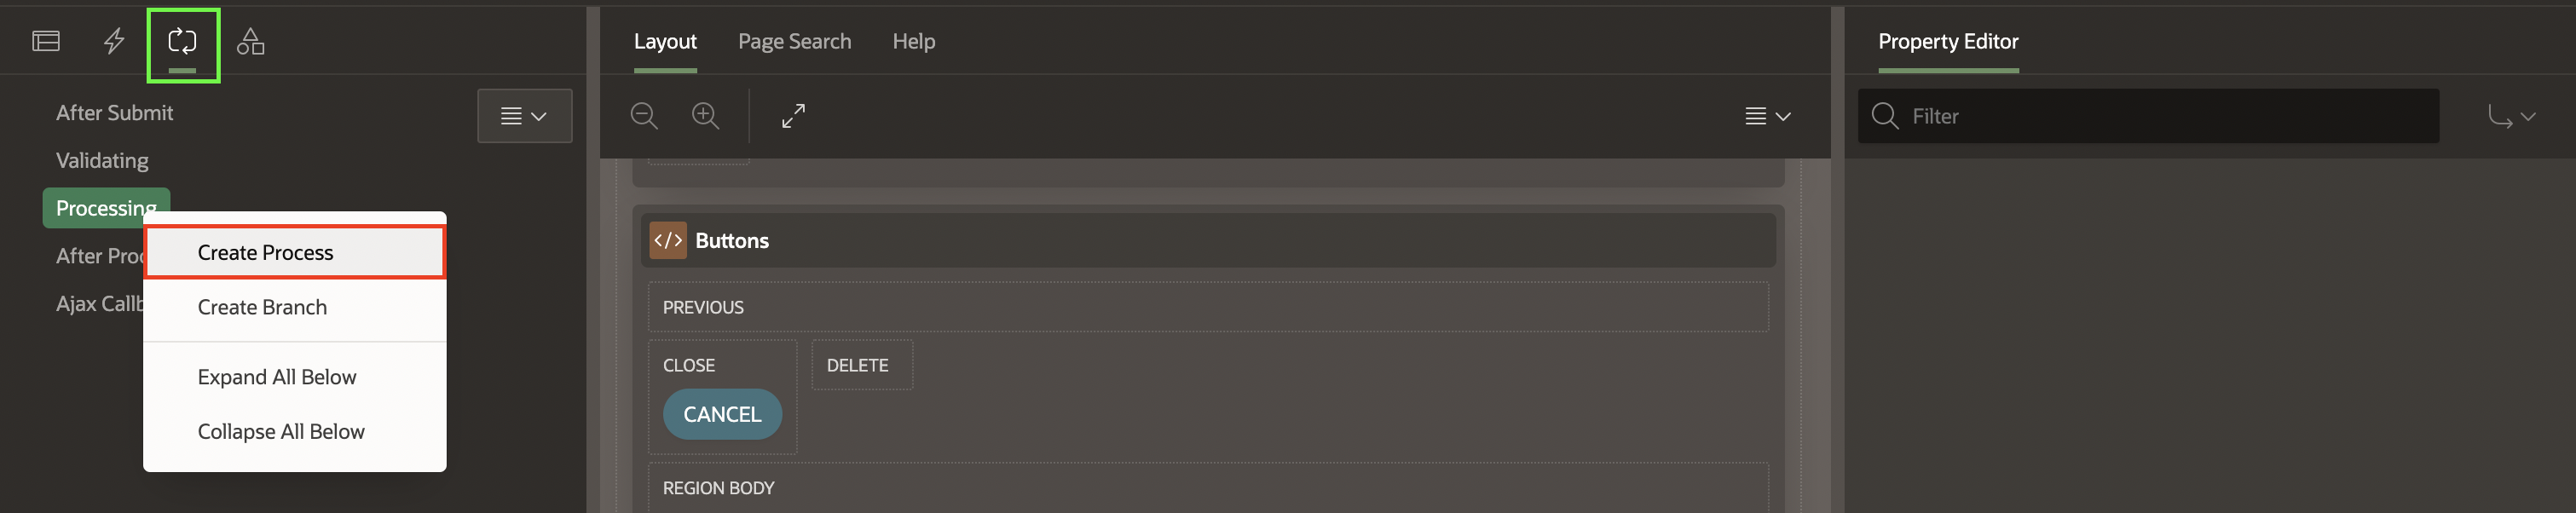 Layout
Page Search
Help
Property Editor
After Submit
Validating
Processing
After Proc
Ajax Callb
Create Process
Create Branch
Expand All Below
Collapse All Below
Buttons
PREVIOUS
CLOSE
DELETE
CANCEL
REGION BODY
Filter